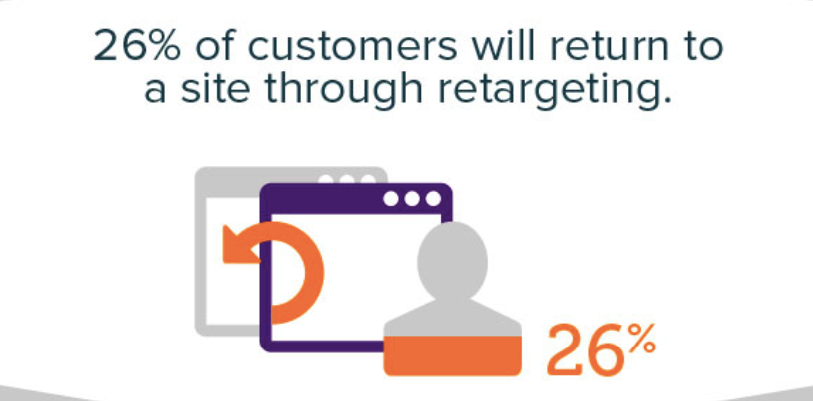 26% of customers will return to
a site through retargeting.
26%